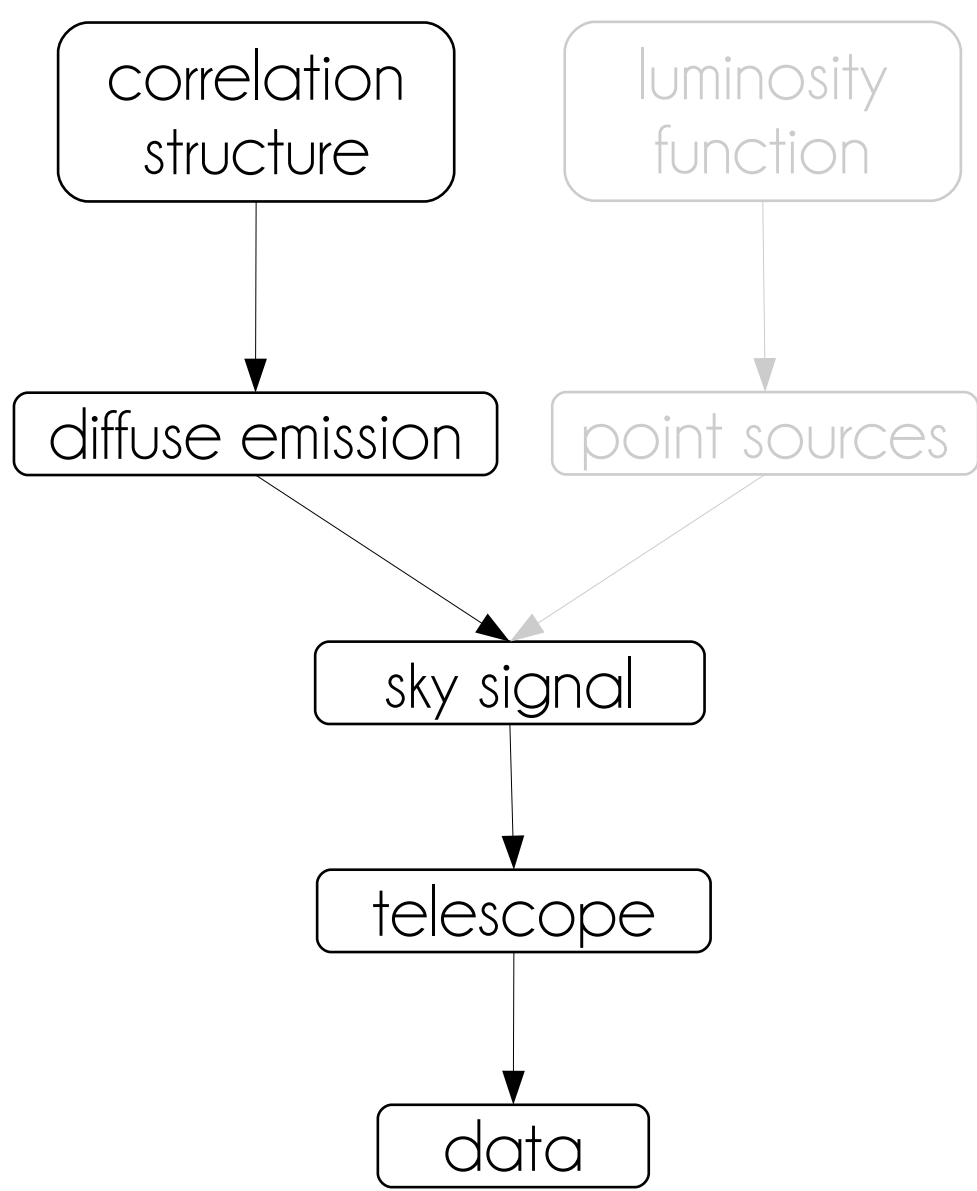 correlation
structure
luminosity
function
diffuse emission
point sources
sky signal
telescope
data